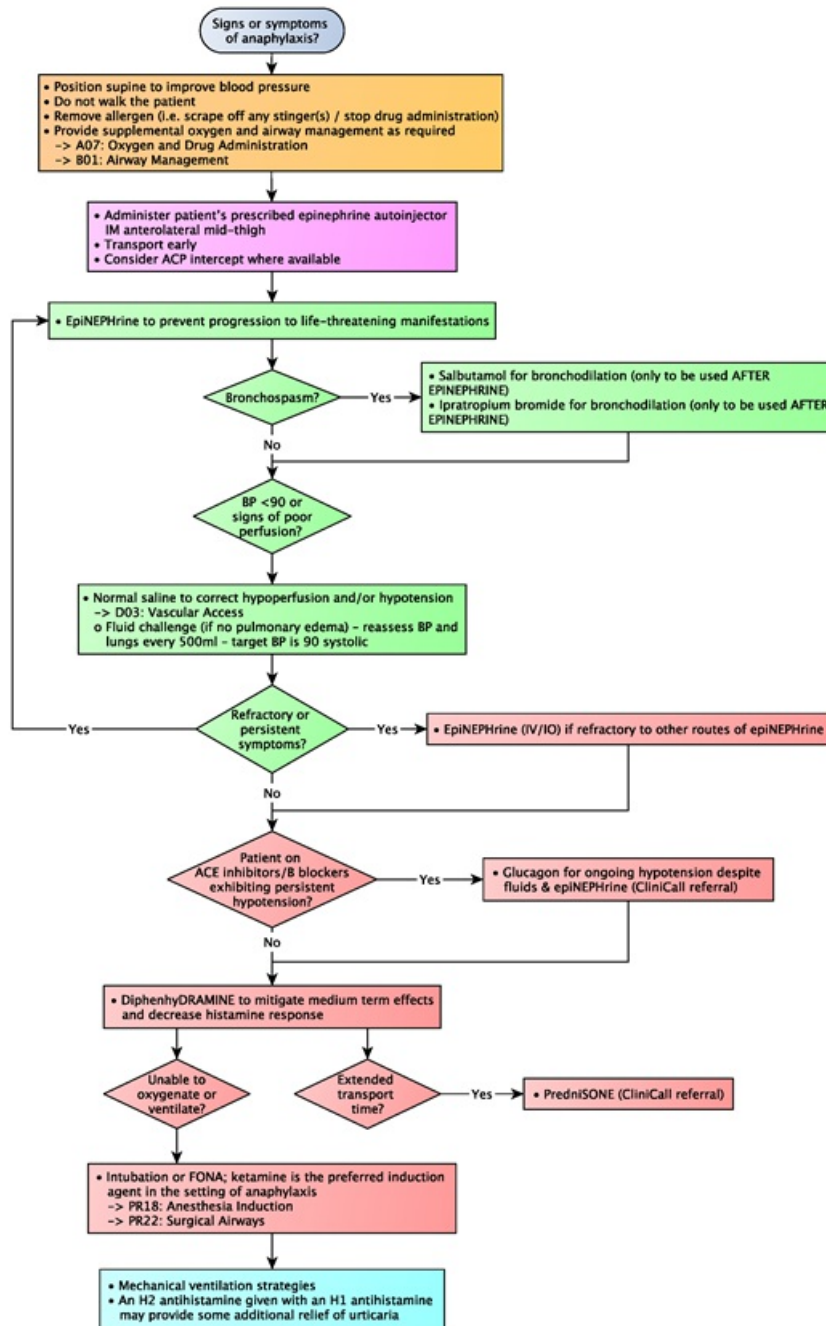 Signs or symptoms
of anaphylaxis?
• Position supine to improve blood pressure
• Do not walk the patient
• Remove allergen (i.e. scrape off any stinger(s) / stop drug administration)
• Provide supplemental oxygen and airway management as required
-> A07: Oxygen and Drug Administration
-> B01: Airway Management
• Administer patient's prescribed epinephrine autoinjector
IM anterolateral mid-thigh
• Transport early
• Consider ACP intercept where available
• EpiNEPHrine to prevent progression to life-threatening manifestations
Bronchospasm?
Yes
• Salbutamol for bronchodilation (only to be used AFTER
EPINEPHRINE)
• Ipratropium bromide for bronchodilation (only to be used AFTER
EPINEPHRINE)
No
BP <90 or
signs of poor
perfusion?
• Normal saline to correct hypoperfusion and/or hypotension
-> D03: Vascular Access
o Fluid challenge (if no pulmonary edema) - reassess BP and
lungs every 500ml - target BP is 90 systolic
Yes
Refractory or
persistent
symptoms?
Yes
• EpiNEPHrine (IV/IO) if refractory to other routes of epiNEPHrine
No
Patient on
ACE inhibitors/B blockers
exhibiting persistent
hypotension?
Yes
• Glucagon for ongoing hypotension despite
fluids & epiNEPHrine (CliniCall referral)
No
• DiphenhyDRAMINE to mitigate medium term effects
and decrease histamine response
Unable to
oxygenate or
ventilate?
Extended
transport
time?
Yes
• PredniSONE (CliniCall referral)
• Intubation or FONA; ketamine is the preferred induction
agent in the setting of anaphylaxis
-> PR18: Anesthesia Induction
-> PR22: Surgical Airways
• Mechanical ventilation strategies
• An H2 antihistamine given with an H1 antihistamine
may provide some additional relief of urticaria